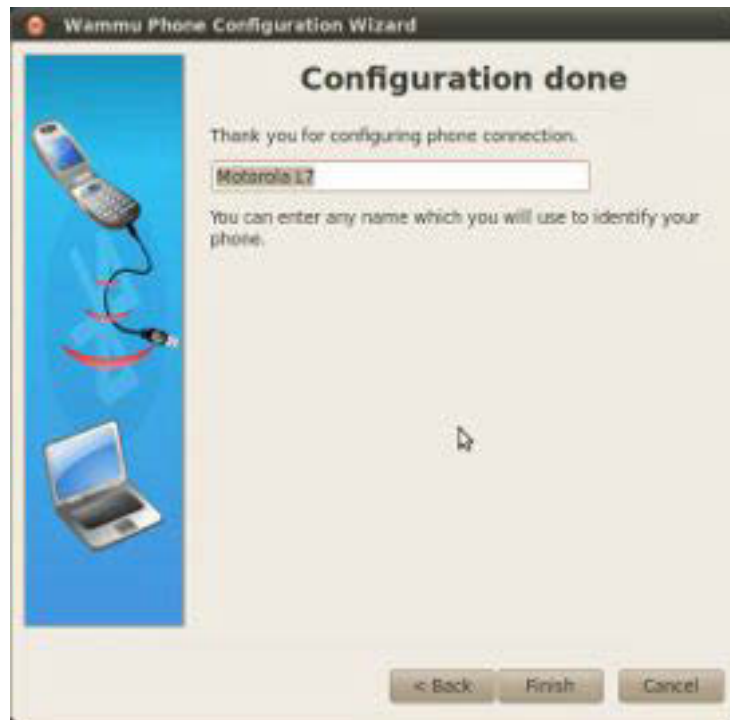 Wammu Phone Configuration Wizard
Configuration done
Thank you for configuring phone connection.
Motorola L7
You can enter any name which you will use to identify your
phone.
< Back Finish Cancel